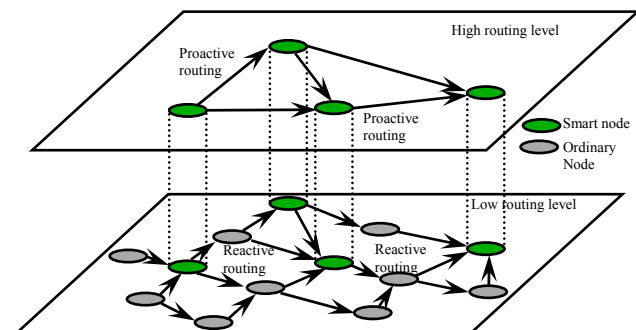 High routing level
Proactive
routing
Proactive
routing
Smart node
Ordinary
Node
Low routing level
Reactive
routing
Reactive
routing